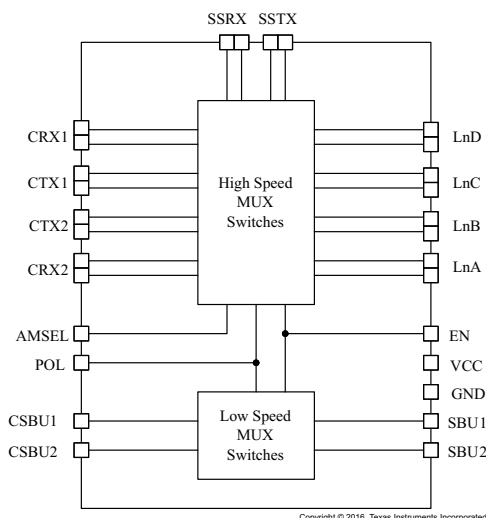 SSRX SSTX
CRX1
CTX1
CTX2
CRX2
AMSEL
POL
CSBU1
CSBU2
High Speed
MUX
Switches
Low Speed
MUX
Switches
LnD
LnC
LnB
LnA
EN
VCC
GND
SBU1
SBU2
Copyright © 2016, Texas Instruments Incorporated